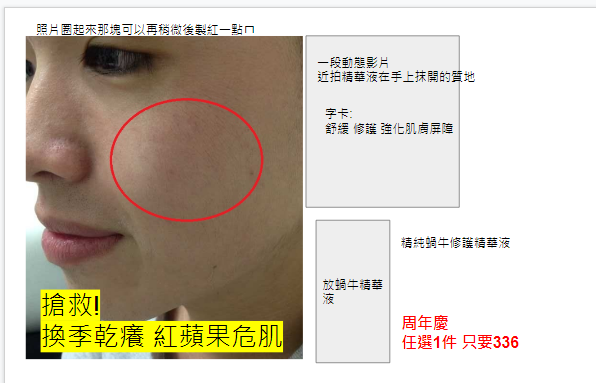 照片圈起來那塊可以再稍微後製紅一點ㄇ
一段動態影片
近拍精華液在手上抹開的質地
字卡:
舒緩 修護 強化肌膚屏障
精純蝸牛修護精華液
放蝸牛精華
液
搶救!
換季乾癢 紅蘋果危肌
周年慶
任選1件 只要336